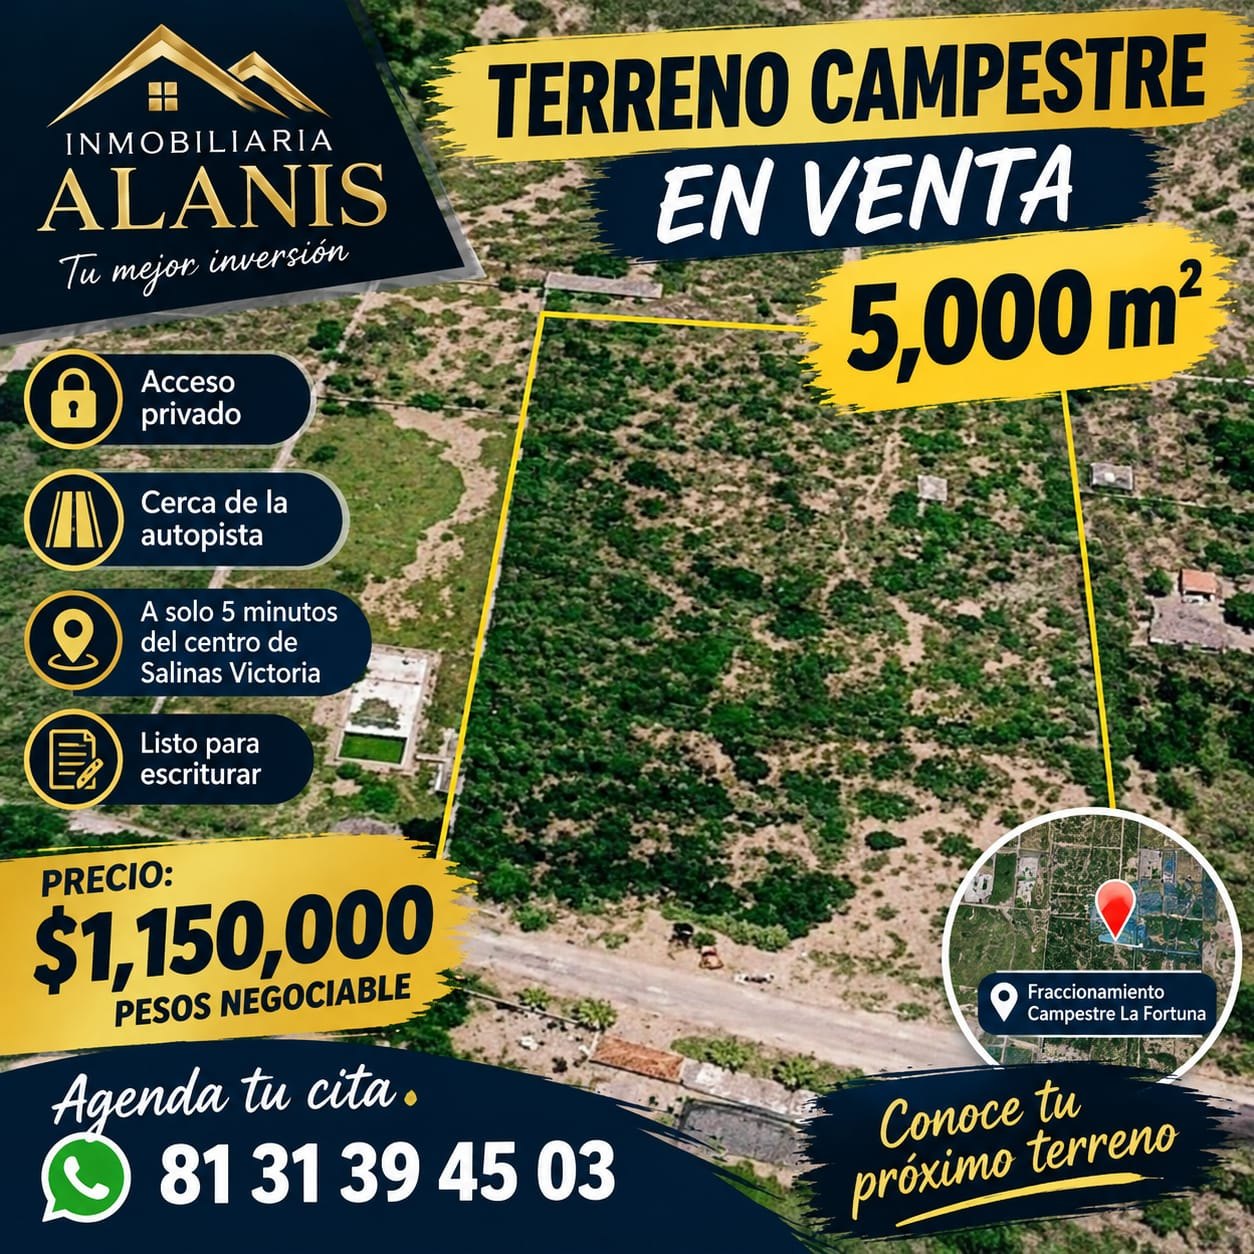 INMOBILIARIA
ALANIS
Tu mejor inversión
TERRENO CAMPESTRE
EN VENTA
5,000 m²
Acceso
privado
Cerca de la
autopista
A solo 5 minutos
del centro de
Salinas Victoria
Listo para
escriturar
PRECIO:
$1,150,000
PESOS NEGOCIABLE
Agenda tu cita.
81 31 39 45 03
Fraccionamiento
Campestre La Fortuna
Conoce tu
próximo terreno